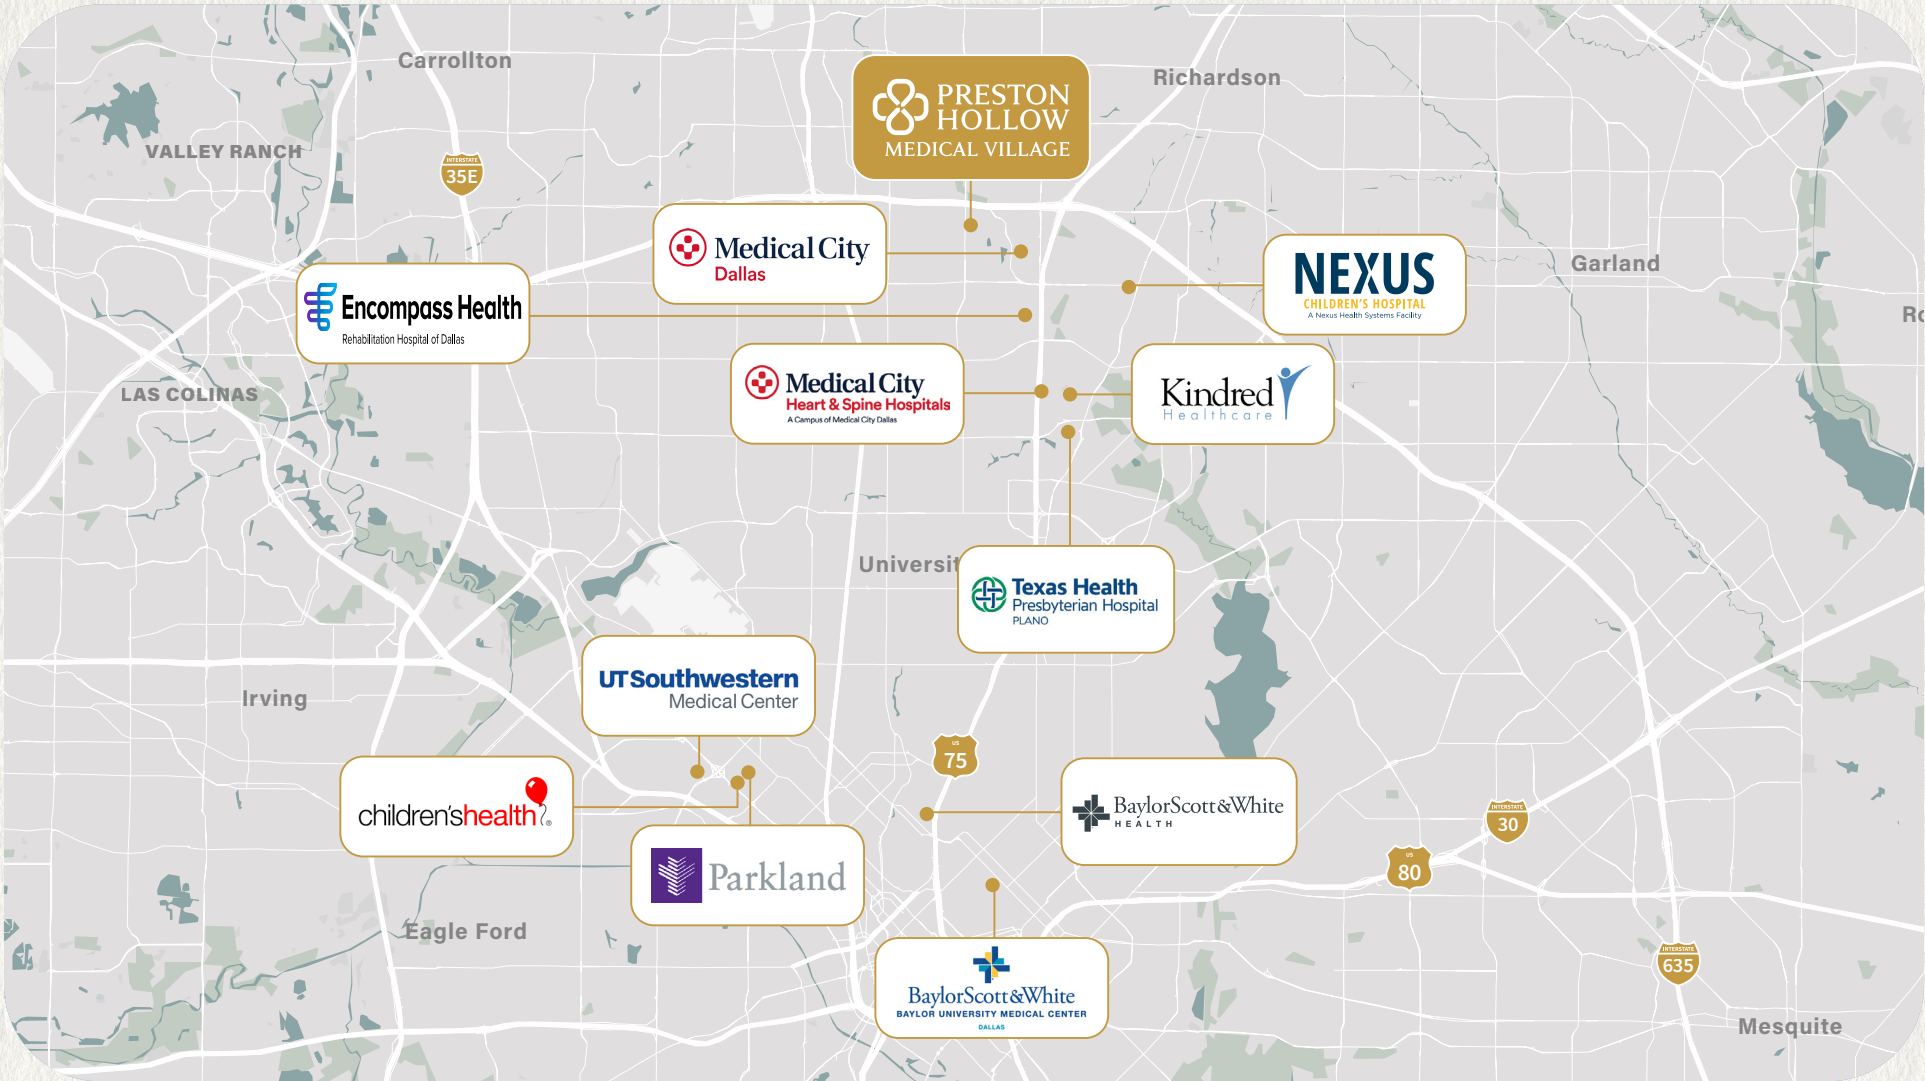 Carrollton
Richardson
PRESTON
HOLLOW
MEDICAL VILLAGE
VALLEY RANCH
INTERSTATE
35E
Medical City
Dallas
NEXUS
CHILDREN'S HOSPITAL
A Nexus Health Systems Facility
Garland
Encompass Health
Rehabilitation Hospital of Dallas
Ro
LAS COLINAS
Medical City
Heart & Spine Hospitals
A Campus of Medical City Dallas
Kindred
Healthcare
Universit
Texas Health
Presbyterian Hospital
PLANO
UT Southwestern
Medical Center
Irving
US
75
children'shealth®
BaylorScott&White
HEALTH
INTERSTATE
30
US
80
Parkland
Eagle Ford
INTERSTATE
635
BaylorScott&White
BAYLOR UNIVERSITY MEDICAL CENTER
DALLAS
Mesquite